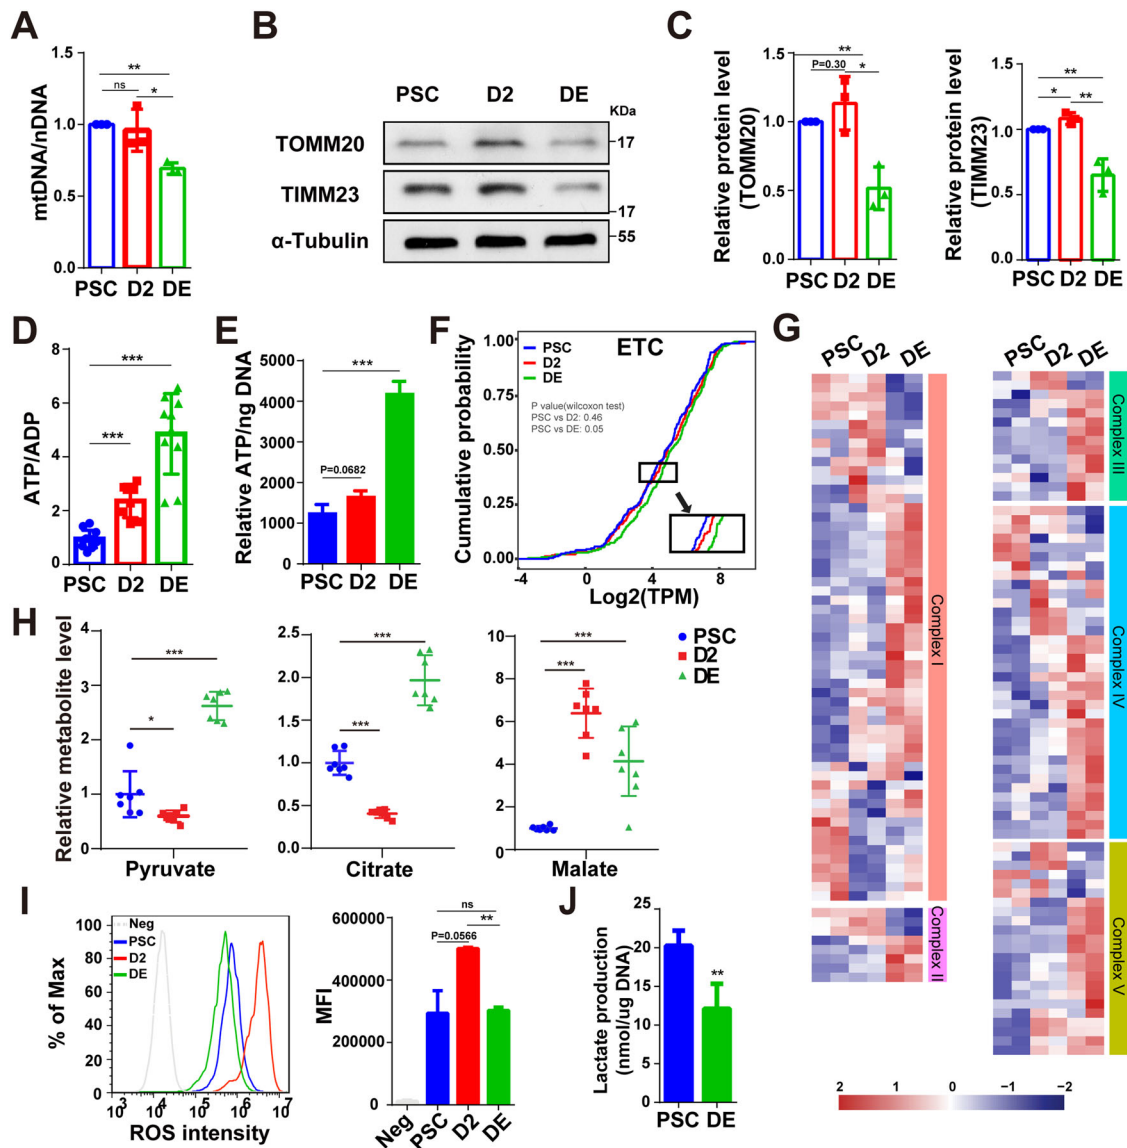 A
mtDNA/nDNA
1.5
1.0
0.5
0.0
**
ns
*
PSC D2 DE
B
PSC D2 DE
KDa
TOMM20
17
TIMM23
17
α-Tulin
55
C
Relative protein level
(TOMM20)
1.5
1.0
0.5
0.0
**
P=0.30
*
PSC D2 DE
Relative protein level
(TIMM23)
1.5
1.0
0.5
0.0
**
*
**
PSC
D2
DE
D
ATP/ADP
8
6
4
2
0
***
***
PSC D2 DE
E
Relative ATP/ng DNA
5000
4000
3000
2000
1000
0
***
P=0.0682
PSC D2 DE
F
Cumulative probability
1.00
0.75
0.50
0.25
0.00
ETC
PSC
D2
DE
P value(wilcoxon test)
PSC vs D2: 0.46
PSC vs DE: 0.05
-4 0 4 8
Log2(TPM)
G
PSC D2 DE
Complex I
Complex II
PSC D2 DE
Complex III
Complex IV
Complex V
2 1 0 −1 −2
H
Relative metabolite level
4
3
2
1
0
***
*
Pyruvate
2.5
2.0
1.5
1.0
0.5
0.0
***
***
Citrate
10
8
6
4
2
0
***
***
Malate
PSC
D2
DE
I
% of Max
100
80
60
40
20
0
Neg
PSC
D2
DE
10³ 10⁴ 10⁵ 10⁶ 10⁷
ROS intensity
MFI
600000
400000
200000
0
ns
P=0.0566
**
Neg PSC D2 DE
J
Lactate production
(nmol/ug DNA)
25
20
15
10
5
0
**
PSC DE